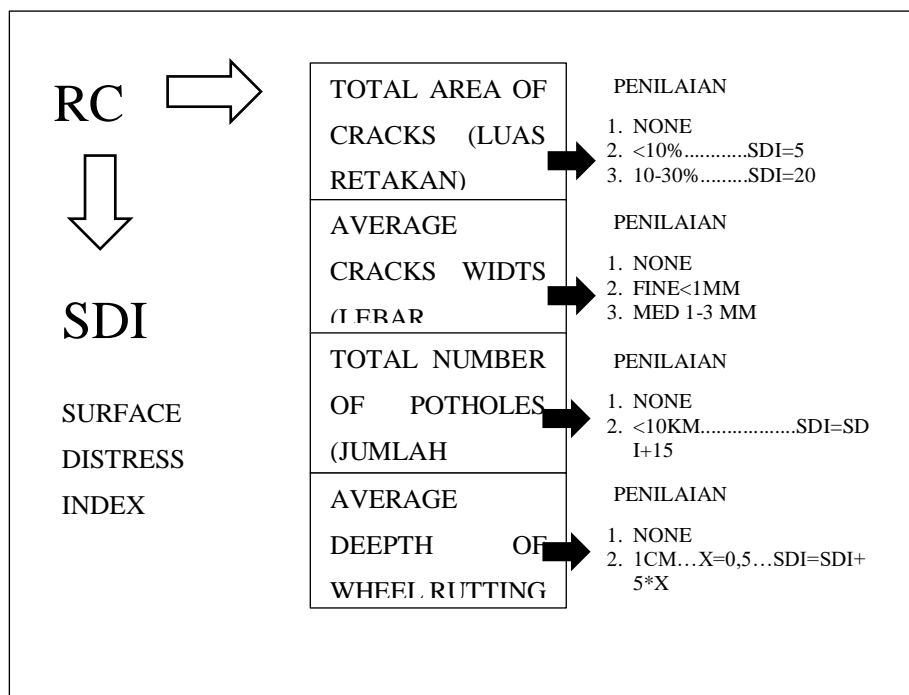 RC
SDI
SURFACE
DISTRESS
INDEX
TOTAL AREA OF
CRACKS (LUAS
RETAKAN)
PENILAIAN
1. NONE
2. <10%............SDI=5
3. 10-30%.........SDI=20
AVERAGE
CRACKS WIDTS
(LEBAR
PENILAIAN
1. NONE
2. FINE<1MM
3. MED 1-3 MM
TOTAL NUMBER
OF POTHOLES
(JUMLAH
PENILAIAN
1. NONE
2. <10KM..................SDI=SD
I+15
AVERAGE
DEEPTH OF
WHEEL RUTTING
PENILAIAN
1. NONE
2. 1CM…X=0,5…SDI=SDI+
5*X